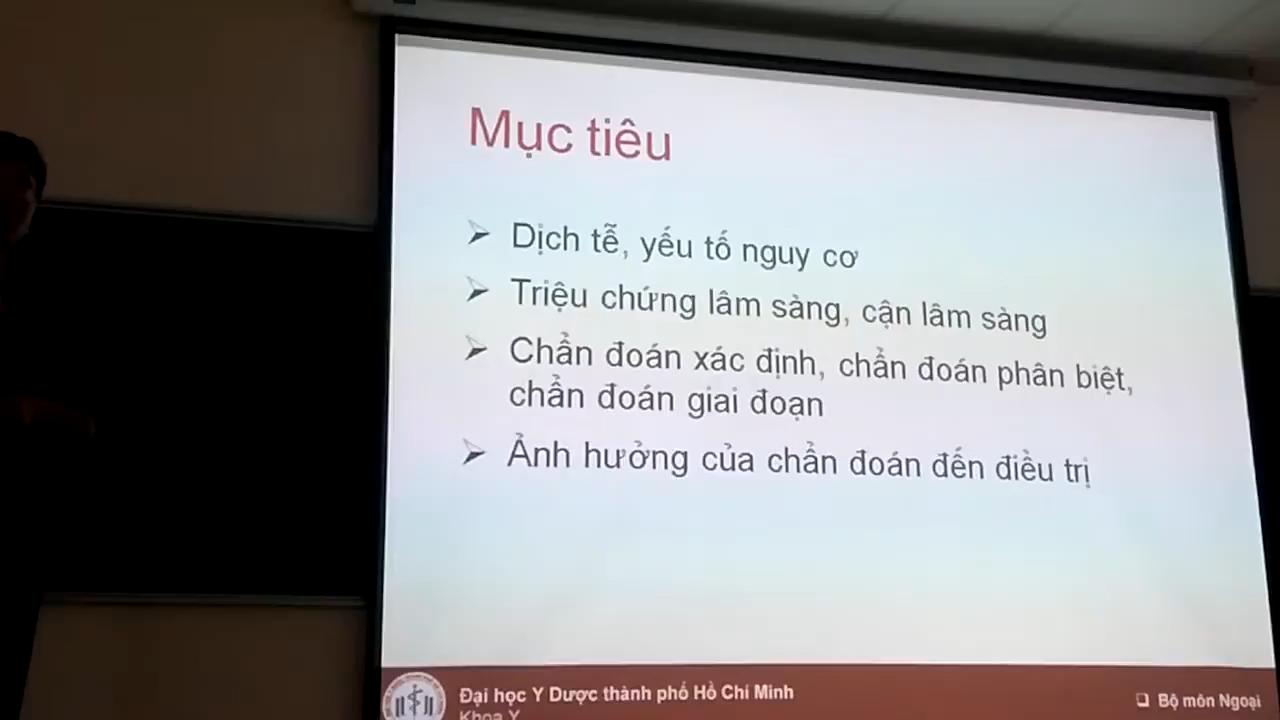 Mục tiêu
➢ Dịch tễ, yếu tố nguy cơ
➢ Triệu chứng lâm sàng, cận lâm sàng
➢ Chẩn đoán xác định, chẩn đoán phân biệt,
chẩn đoán giai đoạn
➢ Ảnh hưởng của chẩn đoán đến điều trị
Đại học Y Dược thành phố Hồ Chí Minh
Khoa Y
❑ Bộ môn Ngoại